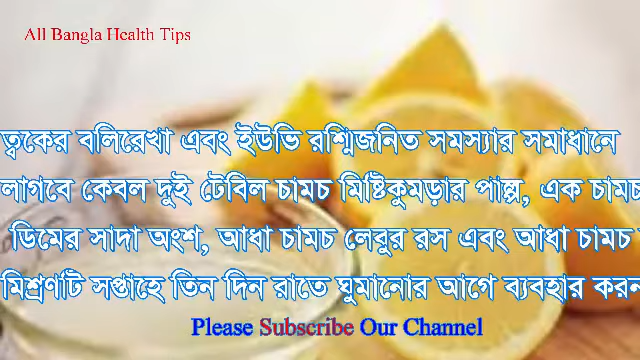 All Bangla Health Tips
ত্বকের বলিরেখা এবং ইউভি রশ্মিজনিত সমস্যার সমাধানে
লাগবে কেবল দুই টেবিল চামচ মিষ্টিকুমড়ার পাল্প, এক চামচ
ডিমের সাদা অংশ, আধা চামচ লেবুর রস এবং আধা চামচ
মিশ্রণটি সপ্তাহে তিন দিন রাতে ঘুমানোর আগে ব্যবহার করন
Please Subscribe Our Channel